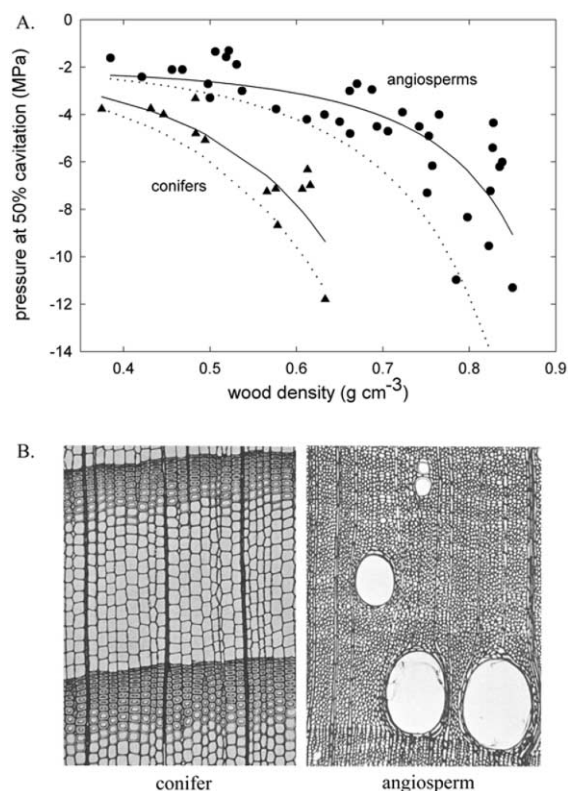 A.
0
-2
-4
-6
-8
-10
-12
-14
pressure at 50% cavitation (MPa)
angiosperms
conifers
0.4 0.5 0.6 0.7 0.8 0.9
wood density (g cm-3)
B.
conifer angiosperm